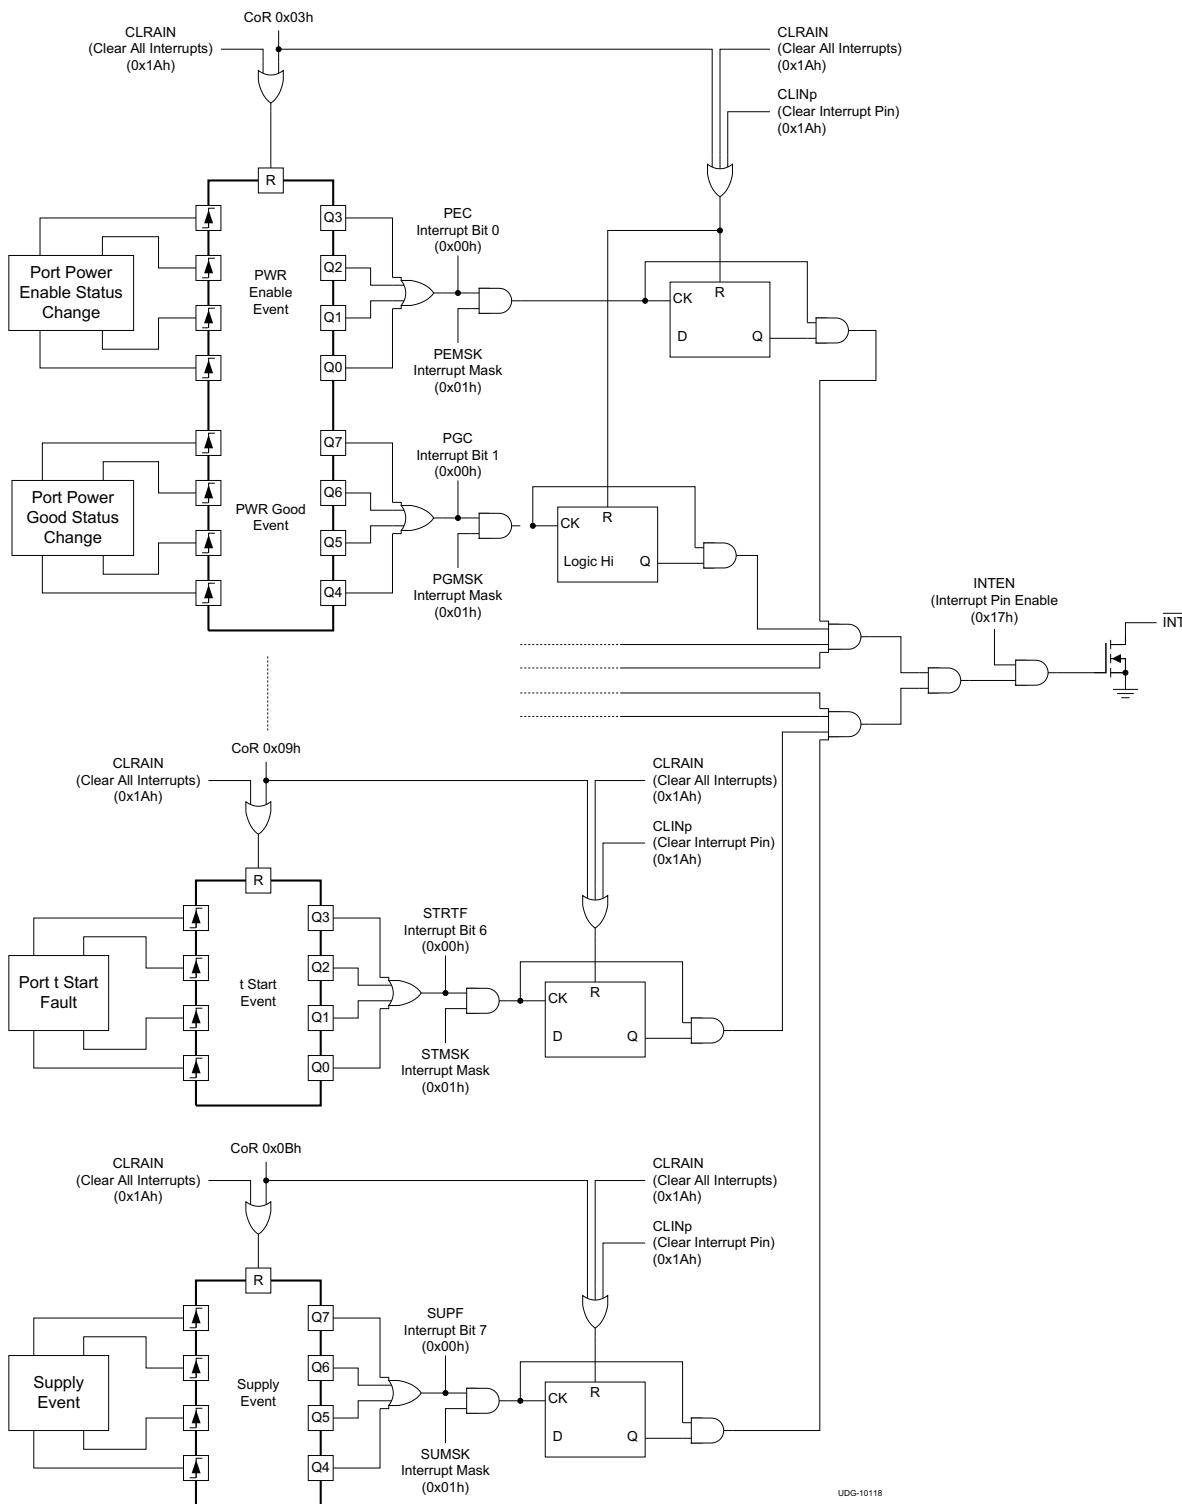 CoR 0x03h
CLRAIN
(Clear All Interrupts)
(0x1Ah)
CLRAIN
(Clear All Interrupts)
(0x1Ah)
CLINp
(Clear Interrupt Pin)
(0x1Ah)
R
Port Power
Enable Status
Change
PWR
Enable
Event
Q3
Q2
Q1
Q0
PEC
Interrupt Bit 0
(0x00h)
PEMSK
Interrupt Mask
(0x01h)
R
CK
D
Q
Port Power
Good Status
Change
PWR Good
Event
Q7
Q6
Q5
Q4
PGC
Interrupt Bit 1
(0x00h)
PGMSK
Interrupt Mask
(0x01h)
R
CK
Logic Hi
Q
INTEN
(Interrupt Pin Enable
(0x17h)
INT
CoR 0x09h
CLRAIN
(Clear All Interrupts)
(0x1Ah)
CLRAIN
(Clear All Interrupts)
(0x1Ah)
CLINp
(Clear Interrupt Pin)
(0x1Ah)
R
Port t Start
Fault
t Start
Event
Q3
Q2
Q1
Q0
STRTF
Interrupt Bit 6
(0x00h)
STMSK
Interrupt Mask
(0x01h)
R
CK
D
Q
CoR 0x0Bh
CLRAIN
(Clear All Interrupts)
(0x1Ah)
CLRAIN
(Clear All Interrupts)
(0x1Ah)
CLINp
(Clear Interrupt Pin)
(0x1Ah)
R
Supply
Event
Supply
Event
Q7
Q6
Q5
Q4
SUPF
Interrupt Bit 7
(0x00h)
SUMSK
Interrupt Mask
(0x01h)
R
CK
D
Q
UDG-10118